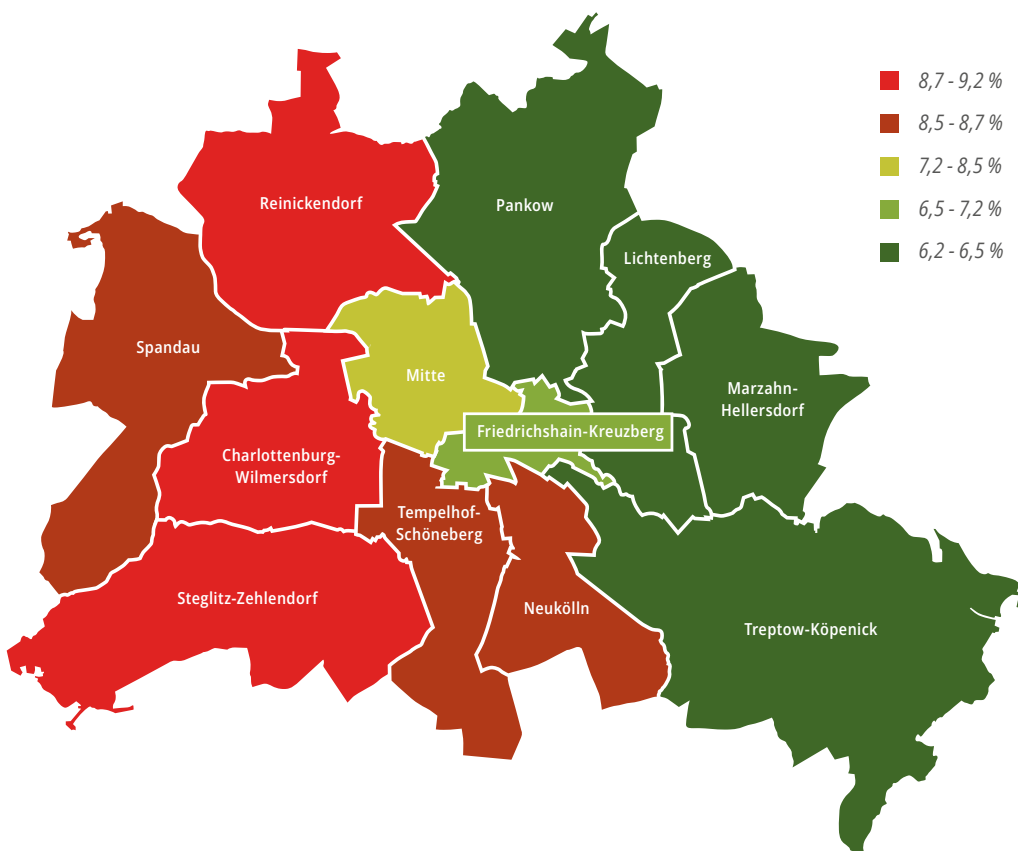 8,7 - 9,2 %
8,5 - 8,7 %
7,2 - 8,5 %
6,5 - 7,2 %
6,2 - 6,5 %
Reinickendorf
Pankow
Lichtenberg
Spandau
Mitte
Marzahn-
Hellersdorf
Friedrichshain-Kreuzberg
Charlottenburg-
Wilmersdorf
Tempelhof-
Schöneberg
Steglitz-Zehlendorf
Neukölln
Treptow-Köpenick